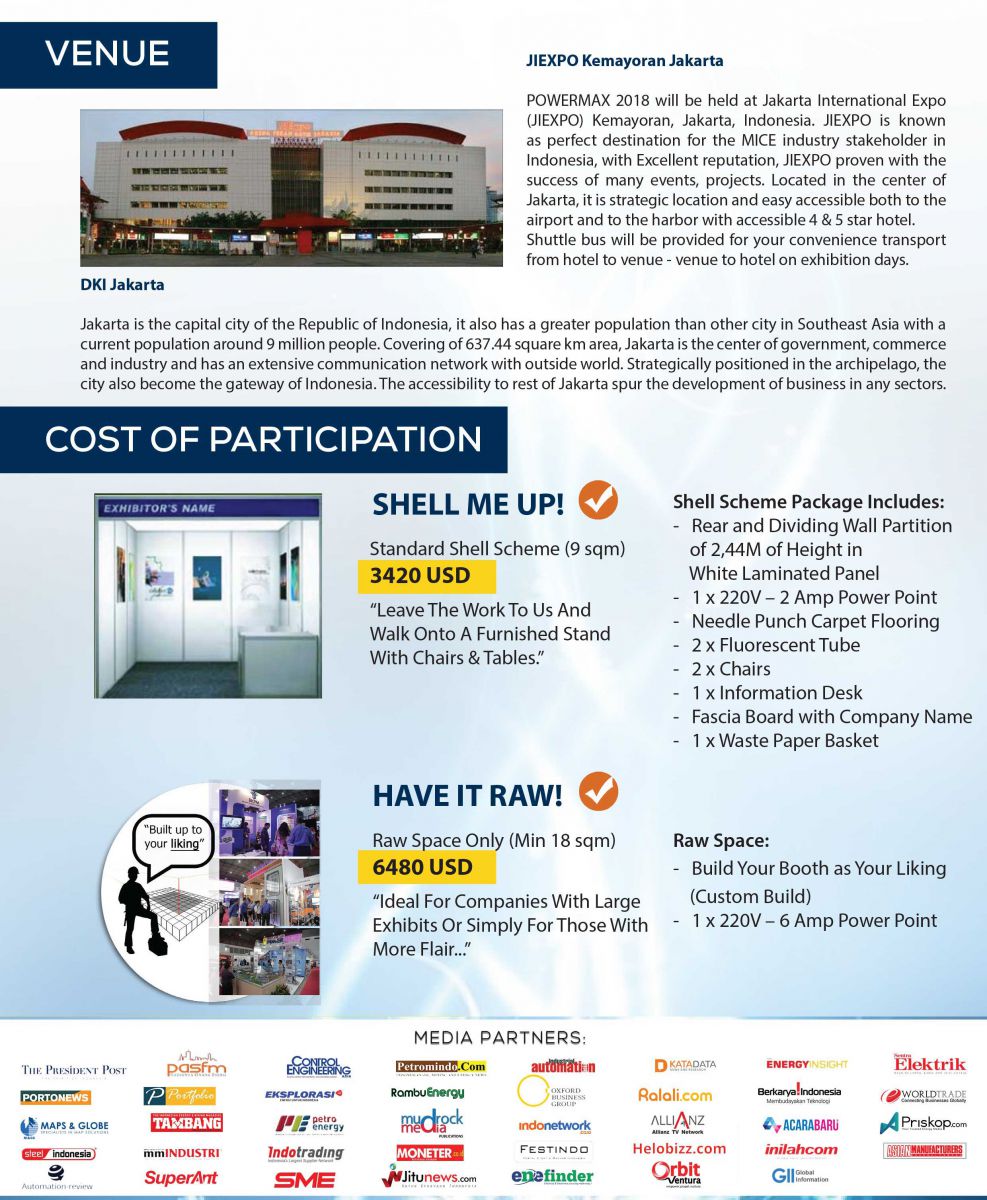 VENUE
JIEXPO Kemayoran Jakarta
POWERMAX 2018 will be held at Jakarta International Expo
(JIEXPO) Kemayoran, Jakarta, Indonesia. JIEXPO is known
as perfect destination for the MICE industry stakeholder in
Indonesia, with Excellent reputation, JIEXPO proven with the
success of many events, projects. Located in the center of
Jakarta, it is strategic location and easy accessible both to the
airport and to the harbor with accessible 4 & 5 star hotel.
Shuttle bus will be provided for your convenience transport
from hotel to venue - venue to hotel on exhibition days.
DKI Jakarta
Jakarta is the capital city of the Republic of Indonesia, it also has a greater population than other city in Southeast Asia with a
current population around 9 million people. Covering of 637.44 square km area, Jakarta is the center of government, commerce
and industry and has an extensive communication network with outside world. Strategically positioned in the archipelago, the
city also become the gateway of Indonesia. The accessibility to rest of Jakarta spur the development of business in any sectors.
COST OF PARTICIPATION
EXHIBITOR'S NAME
SHELL ME UP!
Standard Shell Scheme (9 sqm)
3420 USD
“Leave The Work To Us And
Walk Onto A Furnished Stand
With Chairs & Tables.”
Shell Scheme Package Includes:
- Rear and Dividing Wall Partition
of 2,44M of Height in
White Laminated Panel
- 1 x 220V – 2 Amp Power Point
- Needle Punch Carpet Flooring
- 2 x Fluorescent Tube
- 2 x Chairs
- 1 x Information Desk
- Fascia Board with Company Name
- 1 x Waste Paper Basket
“Built up to
your liking”
HAVE IT RAW!
Raw Space Only (Min 18 sqm)
6480 USD
“Ideal For Companies With Large
Exhibits Or Simply For Those With
More Flair...”
Raw Space:
- Build Your Booth as Your Liking
(Custom Build)
- 1 x 220V – 6 Amp Power Point
MEDIA PARTNERS:
THE PRESIDENT POST
pasfm
CONTROL ENGINEERING ASIA
Petromindo.Com
industrial automation
KATADATA
ENERGYINSIGHT
Sentra Elektrik
PORTONEWS
Portfolio
EKSPLORASI
RambuEnergy
OXFORD BUSINESS GROUP
Ralali.com
Berkarya!Indonesia
Membudayakan Teknologi
WORLDTRADE
Connecting Businesses Globally
MAPS & GLOBE
SPECIALISTS IN MAP SOLUTIONS
TAMBANG
petro energy
mudrock media
PUBLICATIONS
indonetwork
ALLIANZ
Allianz TV Network
ACARABARU
Priskop.com
steel indonesia
mmINDUSTRI
Indotrading
MONETER
FESTINDO
Helobizz.com
inilahcom
ASIAN MANUFACTURERS
Automation-review
SuperAnt
SME
Jitunews.com
enefinder
Orbit Ventura
GII Global Information